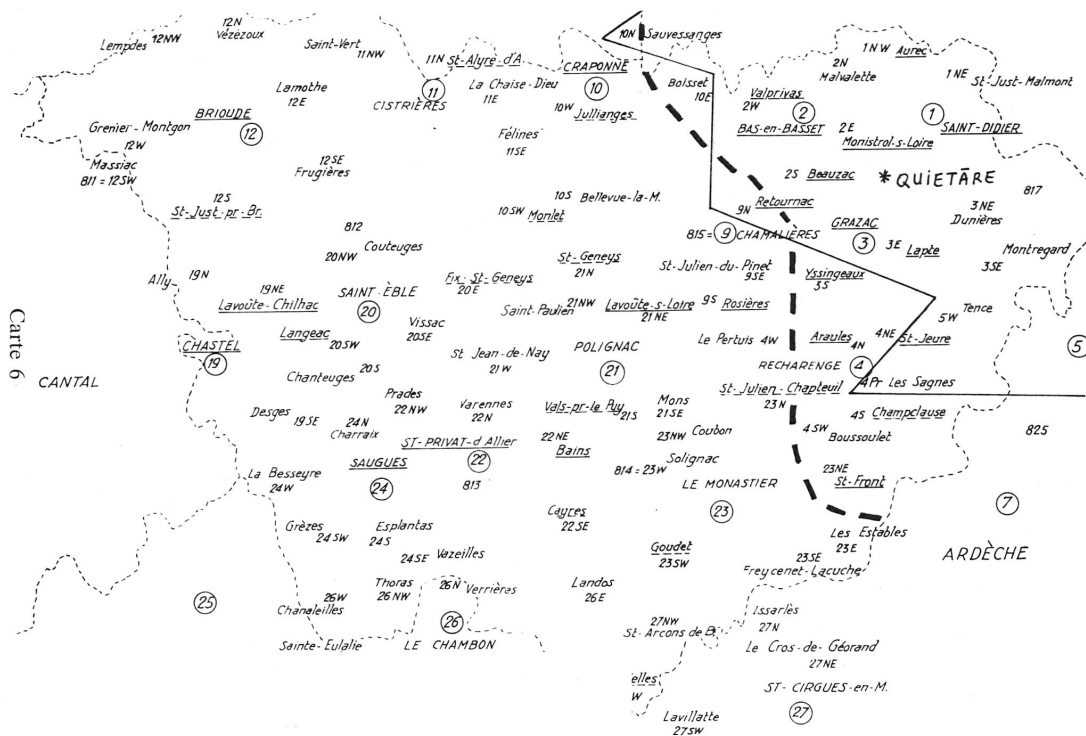 12N
Vézézoux
Lempdes 12NW
Saint-Vert
11NW
11N St-Alyre-d'A.
CRAPONNE
10N Sauvessanges
1 NW Aurec
2N
Malvalette
1 NE
St-Just-Malmont
Lamothe
12 E
11
CISTRIÈRES
La Chaise-Dieu
11E
10
10W
Jullianges
Boisset
10E
Valprivas
2W
2
BAS-en-BASSET
1
SAINT-DIDIER
BRIOUDE
12
Grenier-Montgon
12W
Félines
11SE
2 E
Monistrol-s-Loire
Massiac
811 = 12SW
12SE
Frugières
2S Beauzac
* QUIETĀRE
817
12S
St-Just-pr-Br.
10S
Bellevue-la-M.
10SW Monlet
9N
Retournac
3NE
Dunières
812
Couteuges
20NW
815 = 9 CHAMALIÈRES
GRAZAC
3
3E Lapte
Montregard
3SE
Ally 19N
St-Geneys
21N
St-Julien-du-Pinet
9SE
Yssingeaux
3S
19NE
Lavoûte-Chilhac
SAINT-ÈBLE
20
Fix-St-Geneys
20E
Saint-Paulien 21NW
Lavoûte-s-Loire
21NE
9S Rosières
5W
Tence
CHASTEL
19
Langeac
20SW
Vissac
20SE
St Jean-de-Nay
21W
POLIGNAC
21
Le Pertuis 4W
Araules
4N
4NE
St-Jeure
5
Carte 6
CANTAL
Chanteuges
20S
RECHARENGE 4
4Pr Les Sagnes
Prades
22NW
Varennes
22N
Vals-pr-le Puy
21S
Mons
21SE
St-Julien-Chapteuil
23N
Desges
19SE
24N
Charraix
4S Champclause
4SW
Boussoulet
825
ST-PRIVAT-d'Allier
22
22NE
Bains
23NW Coubon
La Besseyre
24W
SAUGUES
24
813
814 = 23W
Solignac
LE MONASTIER
23
23NE
St-Front
7
Grèzes
24SW
Esplantas
24S
24SE Vazeilles
Cayres
22SE
Les Estables
23E
ARDÈCHE
Goudet
23SW
23SE
Freycenet-Lacuche
25
26W
Chanaleilles
Thoras
26NW
26N
Verrières
Landos
26E
26
Sainte-Eulalie
LE CHAMBON
27NW
St-Arcons de B.
Issarlès
27N
Le Cros-de-Géorand
27NE
elles
W
ST-CIRGUES-en-M.
27
Lavillatte
27SW